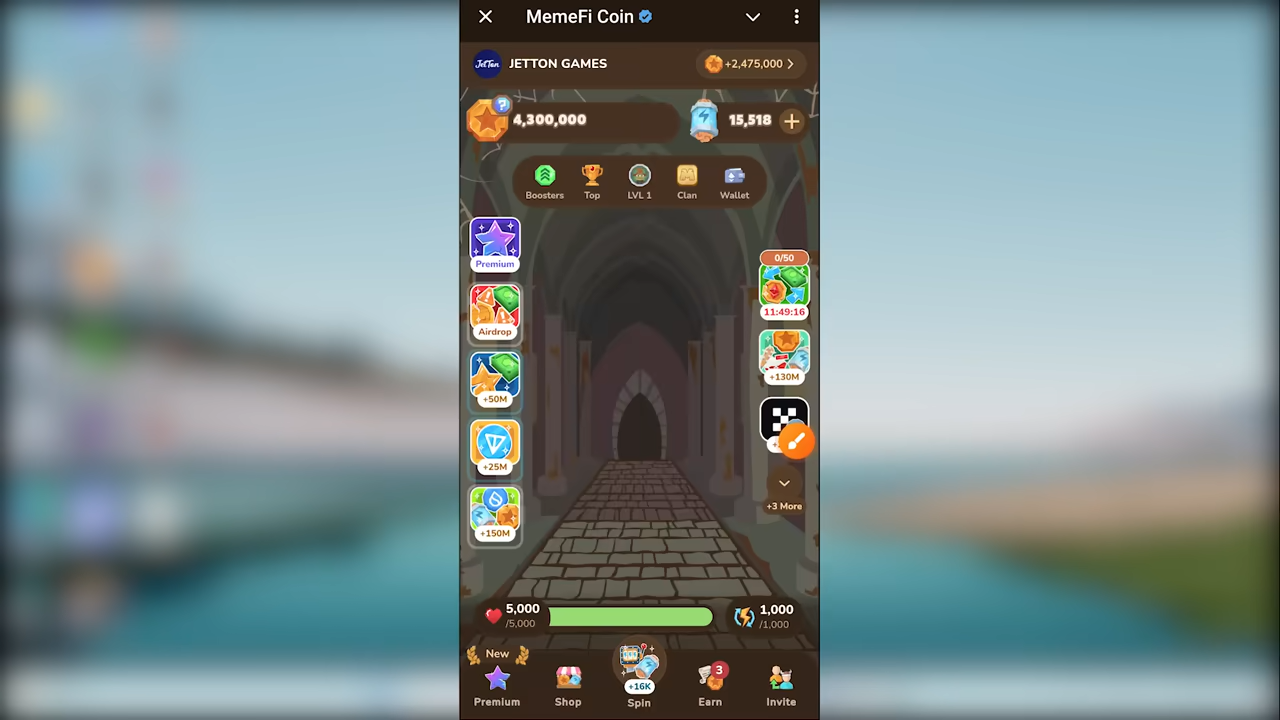 MemeFi Coin
JetTon
JETTON GAMES
+2,475,000
?
4,300,000
15,518
Boosters
Top
LVL 1
Clan
Wallet
Premium
0/50
11:49:16
Airdrop
+130M
+50M
+25M
+3 More
+150M
5,000
/5,000
1,000
/1,000
New
3
+16K
Premium
Shop
Spin
Earn
Invite